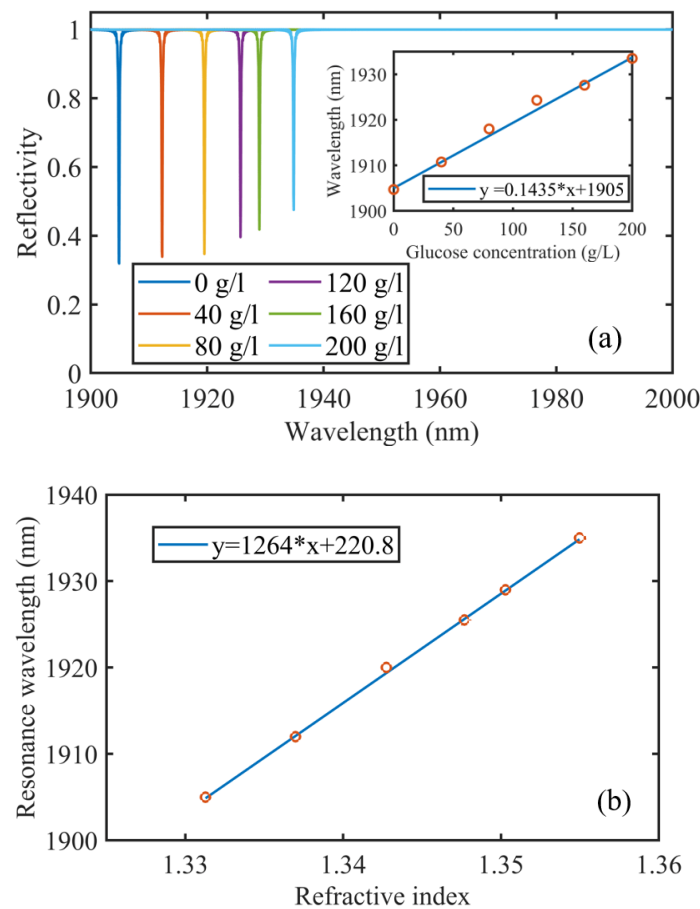 1
0.8
0.6
0.4
0.2
0
Reflectivity
1900 1920 1940 1960 1980 2000
Wavelength (nm)
0 g/l 120 g/l
40 g/l 160 g/l
80 g/l 200 g/l
(a)
1930
1920
1910
1900
Wavelength (nm)
y =0.1435*x+1905
0 50 100 150 200
Glucose concentration (g/L)
1940
1930
1920
1910
1900
Resonance wavelength (nm)
y=1264*x+220.8
(b)
1.33 1.34 1.35 1.36
Refractive index